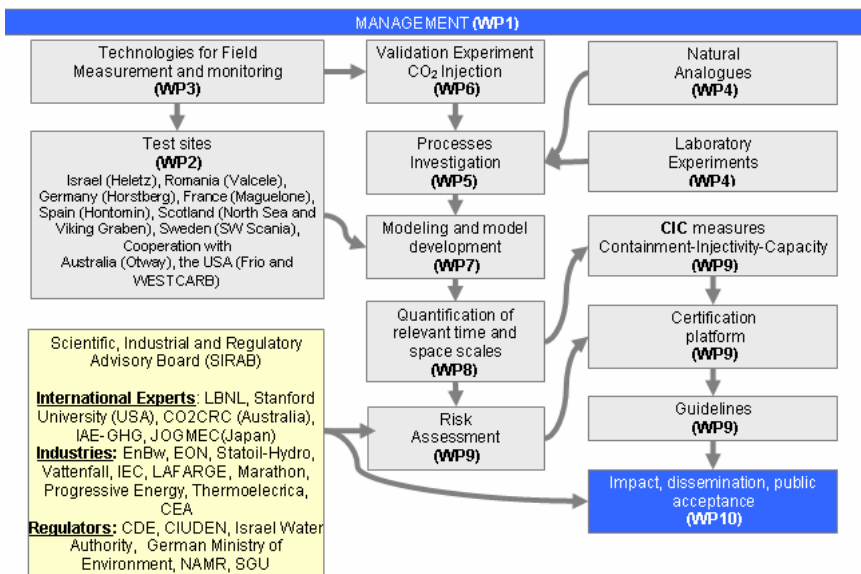 MANAGEMENT (WP1)
Technologies for Field
Measurement and monitoring
(WP3)
Validation Experiment
CO₂ Injection
(WP6)
Natural
Analogues
(WP4)
Test sites
(WP2)
Israel (Heletz), Romania (Valcele),
Germany (Horstberg), France (Maguelone),
Spain (Hontomin), Scotland (North Sea and
Viking Graben), Sweden (SW Scania),
Cooperation with
Australia (Otway), the USA (Frio and
WESTCARB)
Processes
Investigation
(WP5)
Laboratory
Experiments
(WP4)
Modeling and model
development
(WP7)
CIC measures
Containment-Injectivity-Capacity
(WP9)
Quantification of
relevant time and
space scales
(WP8)
Certification
platform
(WP9)
Scientific, Industrial and Regulatory
Advisory Board (SIRAB)
International Experts: LBNL, Stanford
University (USA), CO2CRC (Australia),
IAE-GHG, JOGMEC(Japan)
Industries: EnBw, EON, Statoil-Hydro,
Vattenfall, IEC, LAFARGE, Marathon,
Progressive Energy, Thermoelecrica,
CEA
Regulators: CDE, CIUDEN, Israel Water
Authority, German Ministry of
Environment, NAMR, SGU
Risk
Assessment
(WP9)
Guidelines
(WP9)
Impact, dissemination, public
acceptance
(WP10)